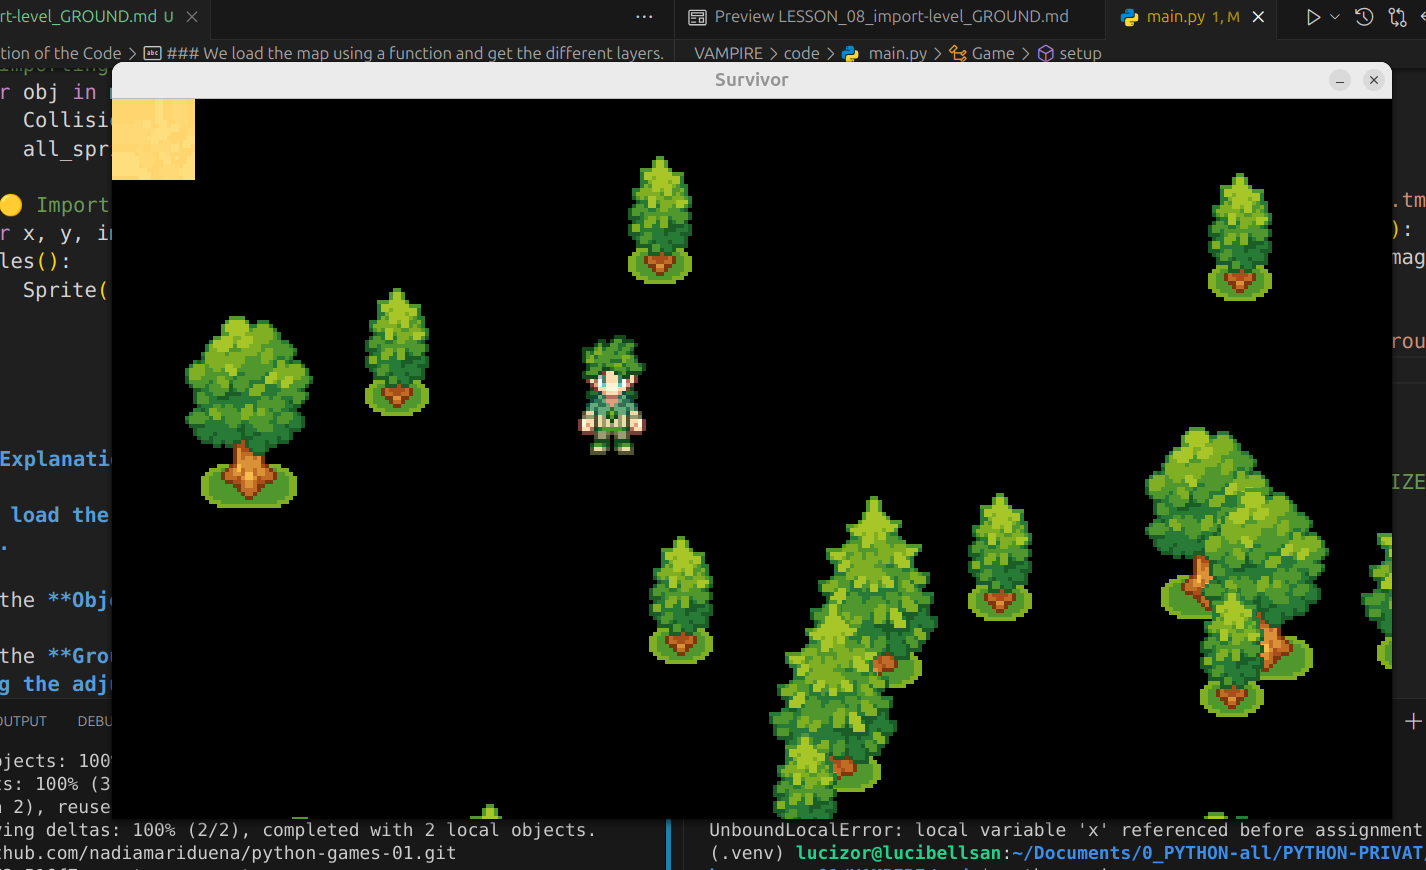 rt-level_GROUND.md U
Preview LESSON_08_import-level_GROUND.md
main.py 1, M
tion of the Code > ### We load the map using a function and get the different layers.
VAMPIRE > code > main.py > Game > setup
Survivor
r obj in
Collisi
all_spr
Import
.tm
r x, y, i
):
les():
mag
Sprite(
rou
Explanati
IZE
load the
.
the **Obj
the **Gro
g the adj
OUTPUT DEBU
bjects: 100
ts: 100% (3
2), reuse
ving deltas: 100% (2/2), completed with 2 local objects.
thub.com/nadiamariduena/python-games-01.git
UnboundLocalError: local variable 'x' referenced before assignment
(.venv) lucizor@lucibellsan:~/Documents/0_PYTHON-all/PYTHON-PRIVAT